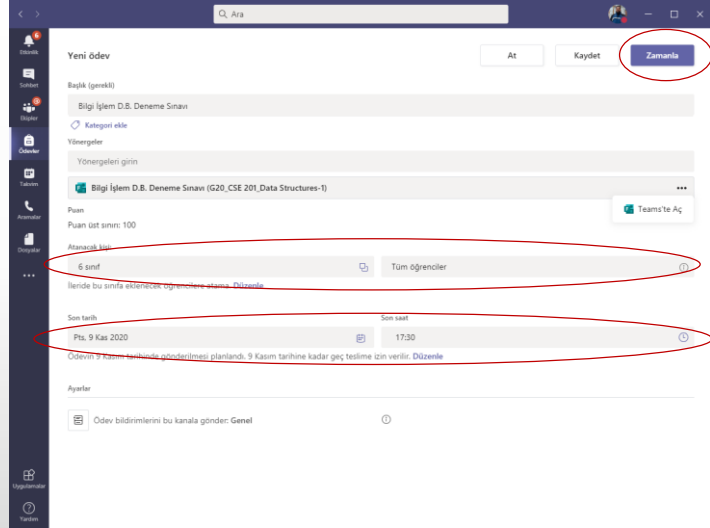 Ara
6
Etkinlik
Sohbet
Ekipler
Ödevler
Takvim
Aramalar
Dosyalar
Uygulamalar
Yardım
Yeni ödev
At
Kaydet
Zamanla
Başlık (gerekli)
Bilgi İşlem D.B. Deneme Sınavı
Kategori ekle
Yönergeler
Yönergeleri girin
Bilgi İşlem D.B. Deneme Sınavı (G20_CSE 201_Data Structures-1)
Teams'te Aç
Puan
Puan üst sınırı: 100
Atanacak kişi
6 sınıf
Tüm öğrenciler
İleride bu sınıfa eklenecek öğrencilere atama. Düzenle
Son tarih
Son saat
Pts, 9 Kas 2020
17:30
Ödevin 9 Kasım tarihinde gönderilmesi planlandı. 9 Kasım tarihine kadar geç teslime izin verilir. Düzenle
Ayarlar
Ödev bildirimlerini bu kanala gönder: Genel